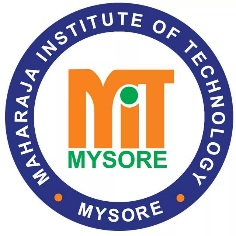 MAHARAJA INSTITUTE OF TECHNOLOGY
MIT
MYSORE
• MYSORE •